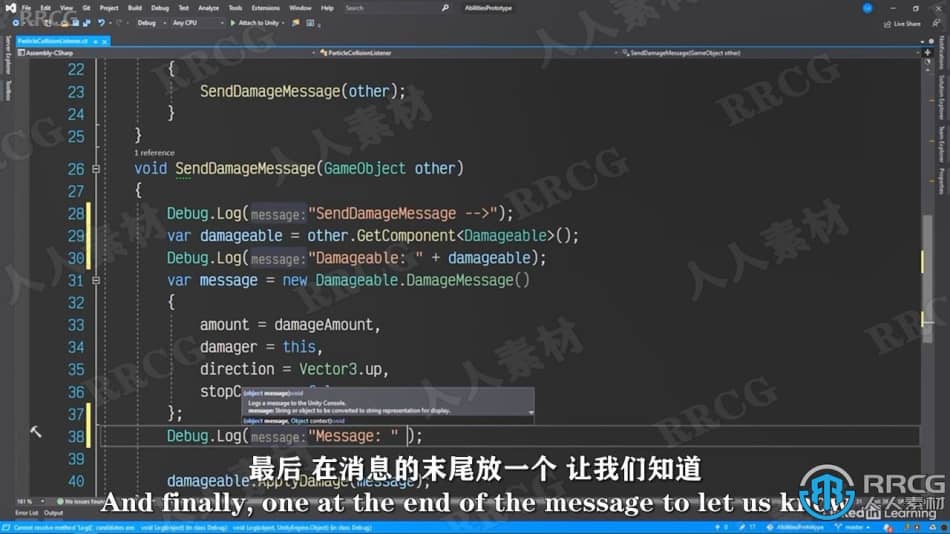 File Edit View Git Project Build Debug Test Analyze Tools Extensions Window Help Search AbilitiesPrototype
Debug Any CPU Attach to Unity Live Share
ParticleCollisionListener.cs
Assembly-CSharp ParticleCollisionListener SendDamageMessage(GameObject other)
22 {
23 SendDamageMessage(other);
24 }
25 }
1 reference
26 void SendDamageMessage(GameObject other)
27 {
28 Debug.Log(message:"SendDamageMessage -->");
29 var damageable = other.GetComponent<Damageable>();
30 Debug.Log(message:"Damageable: " + damageable);
31 var message = new Damageable.DamageMessage()
32 {
33 amount = damageAmount,
34 damager = this,
35 direction = Vector3.up,
36 stopC
(object message):void
Logs a message to the Unity Console.
message: String or object to be converted to string representation for display.
(object message, Object context):void
37 };
38 Debug.Log(message:"Message: " );
39
40 damageable.ApplyDamage(message);
最后 在消息的末尾放一个 让我们知道
And finally, one at the end of the message to let us know
Server Explorer
Toolbox
Notifications
Solution Explorer
Team Explorer
Properties
181 % No issues found
Error List Output
Cannot resolve method 'Log()', candidates are: void Log(object) (in class Debug) void Log(object, UnityEngine.Object) (in class Debug)
AbilitiesPrototype master
RRCG
人人素材
Linked in Learning